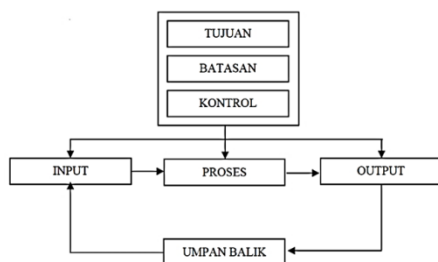 TUJUAN
BATASAN
KONTROL
INPUT
PROSES
OUTPUT
UMPAN BALIK